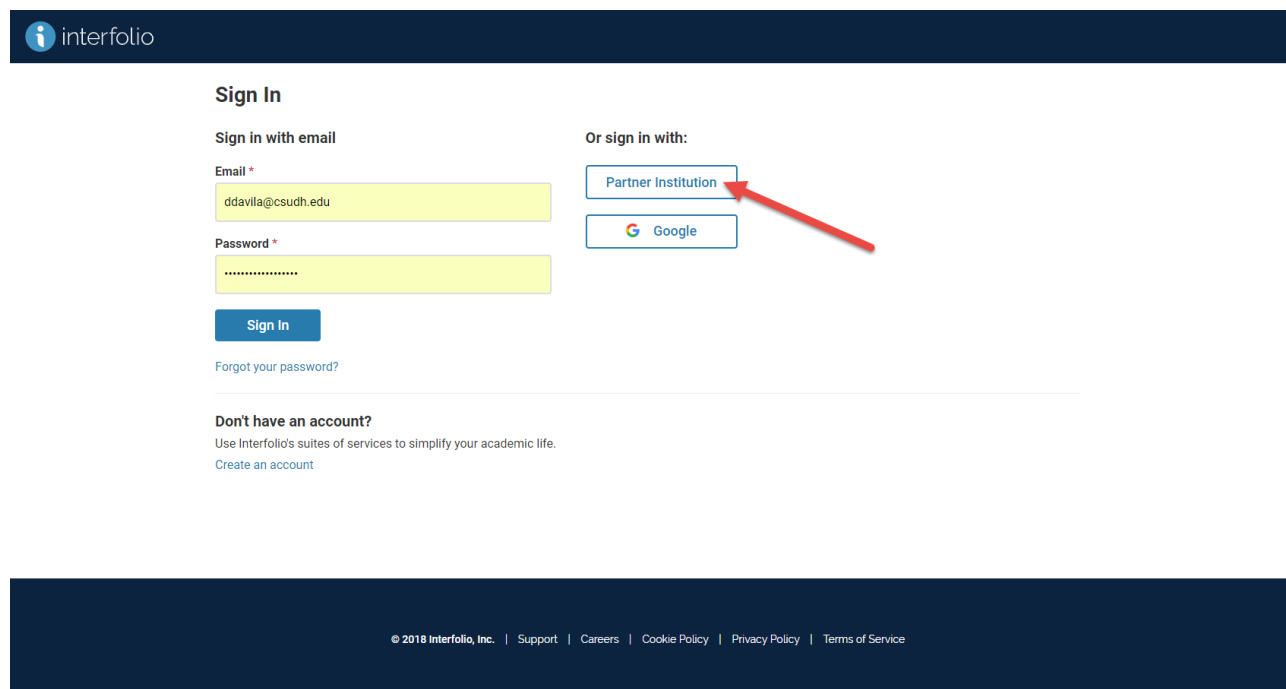 interfolio
Sign In
Sign in with email
Email *
ddavila@csudh.edu
Password *
••••••••••••••••••
Sign In
Forgot your password?
Or sign in with:
Partner Institution
Google
Don't have an account?
Use Interfolio's suites of services to simplify your academic life.
Create an account
© 2018 Interfolio, Inc. | Support | Careers | Cookie Policy | Privacy Policy | Terms of Service